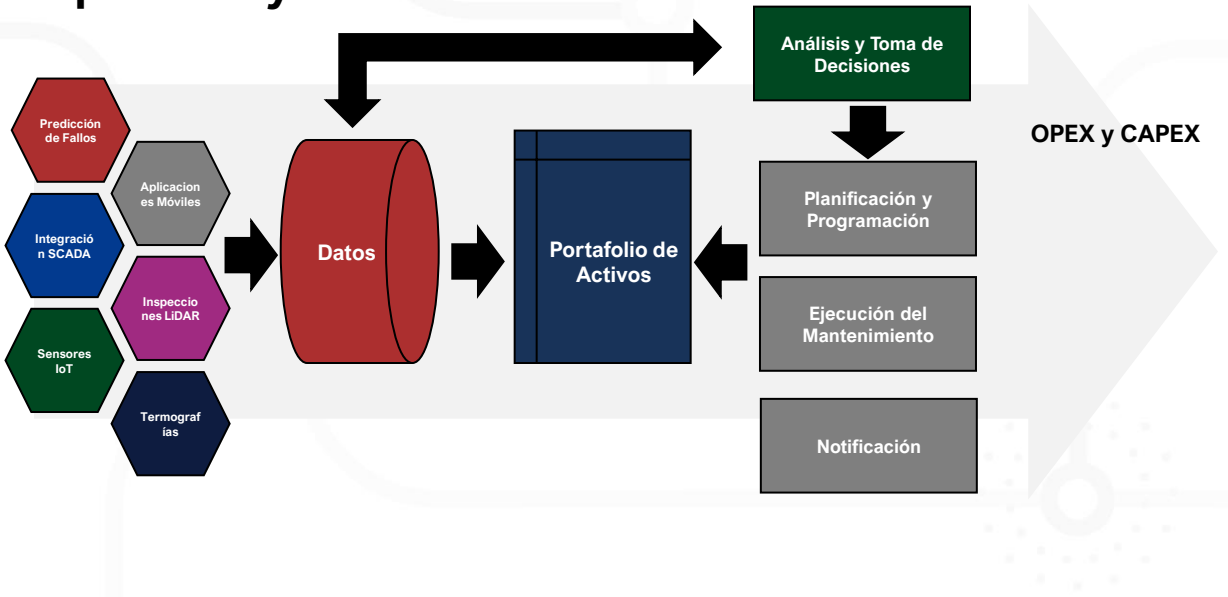 Predicción
de Fallos
Aplicacion
es Móviles
Integració
n SCADA
Inspeccio
nes LiDAR
Sensores
IoT
Termograf
ías
Datos
Portafolio de
Activos
Análisis y Toma de
Decisiones
Planificación y
Programación
Ejecución del
Mantenimiento
Notificación
OPEX y CAPEX